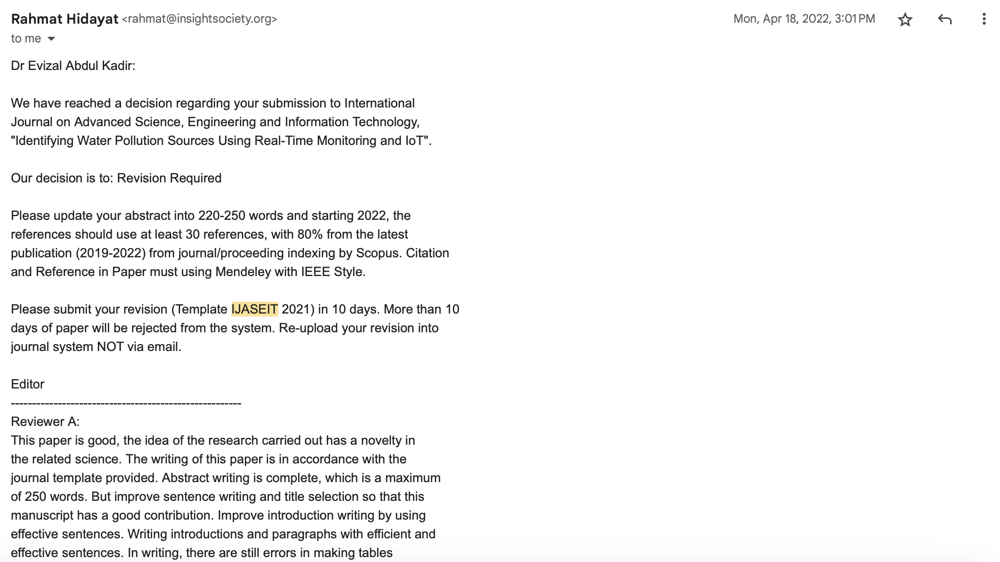 Rahmat Hidayat <rahmat@insightsociety.org>
Mon, Apr 18, 2022, 3:01 PM
to me
Dr Evizal Abdul Kadir:
We have reached a decision regarding your submission to International
Journal on Advanced Science, Engineering and Information Technology,
"Identifying Water Pollution Sources Using Real-Time Monitoring and IoT".
Our decision is to: Revision Required
Please update your abstract into 220-250 words and starting 2022, the
references should use at least 30 references, with 80% from the latest
publication (2019-2022) from journal/proceeding indexing by Scopus. Citation
and Reference in Paper must using Mendeley with IEEE Style.
Please submit your revision (Template IJASEIT 2021) in 10 days. More than 10
days of paper will be rejected from the system. Re-upload your revision into
journal system NOT via email.
Editor
------------------------------------------------------
Reviewer A:
This paper is good, the idea of the research carried out has a novelty in
the related science. The writing of this paper is in accordance with the
journal template provided. Abstract writing is complete, which is a maximum
of 250 words. But improve sentence writing and title selection so that this
manuscript has a good contribution. Improve introduction writing by using
effective sentences. Writing introductions and paragraphs with efficient and
effective sentences. In writing, there are still errors in making tables